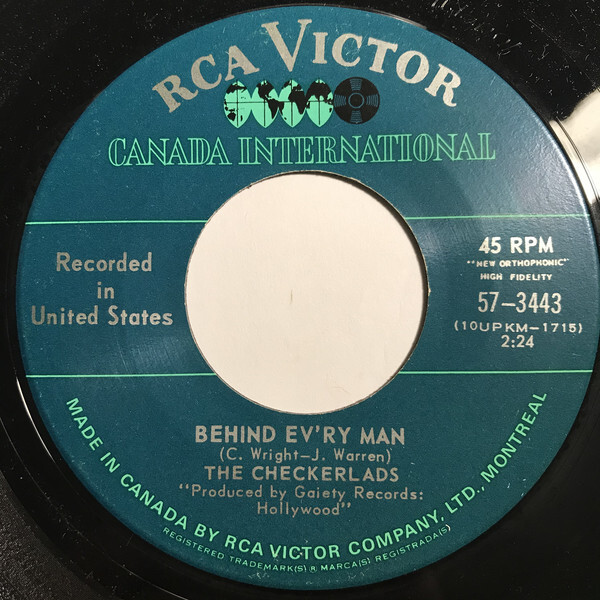 RCA VICTOR
CANADA INTERNATIONAL
Recorded
in
United States
45 RPM
"NEW ORTHOPHONIC"
HIGH FIDELITY
57-3443
(10UPKM-1715)
2:24
BEHIND EV'RY MAN
(C. Wright-J. Warren)
THE CHECKERLADS
"Produced by Gaiety Records:
Hollywood"
MADE IN CANADA BY RCA VICTOR COMPANY, LTD., MONTREAL
REGISTERED TRADEMARK(S) ® MARCA(S) REGISTRADA(S)